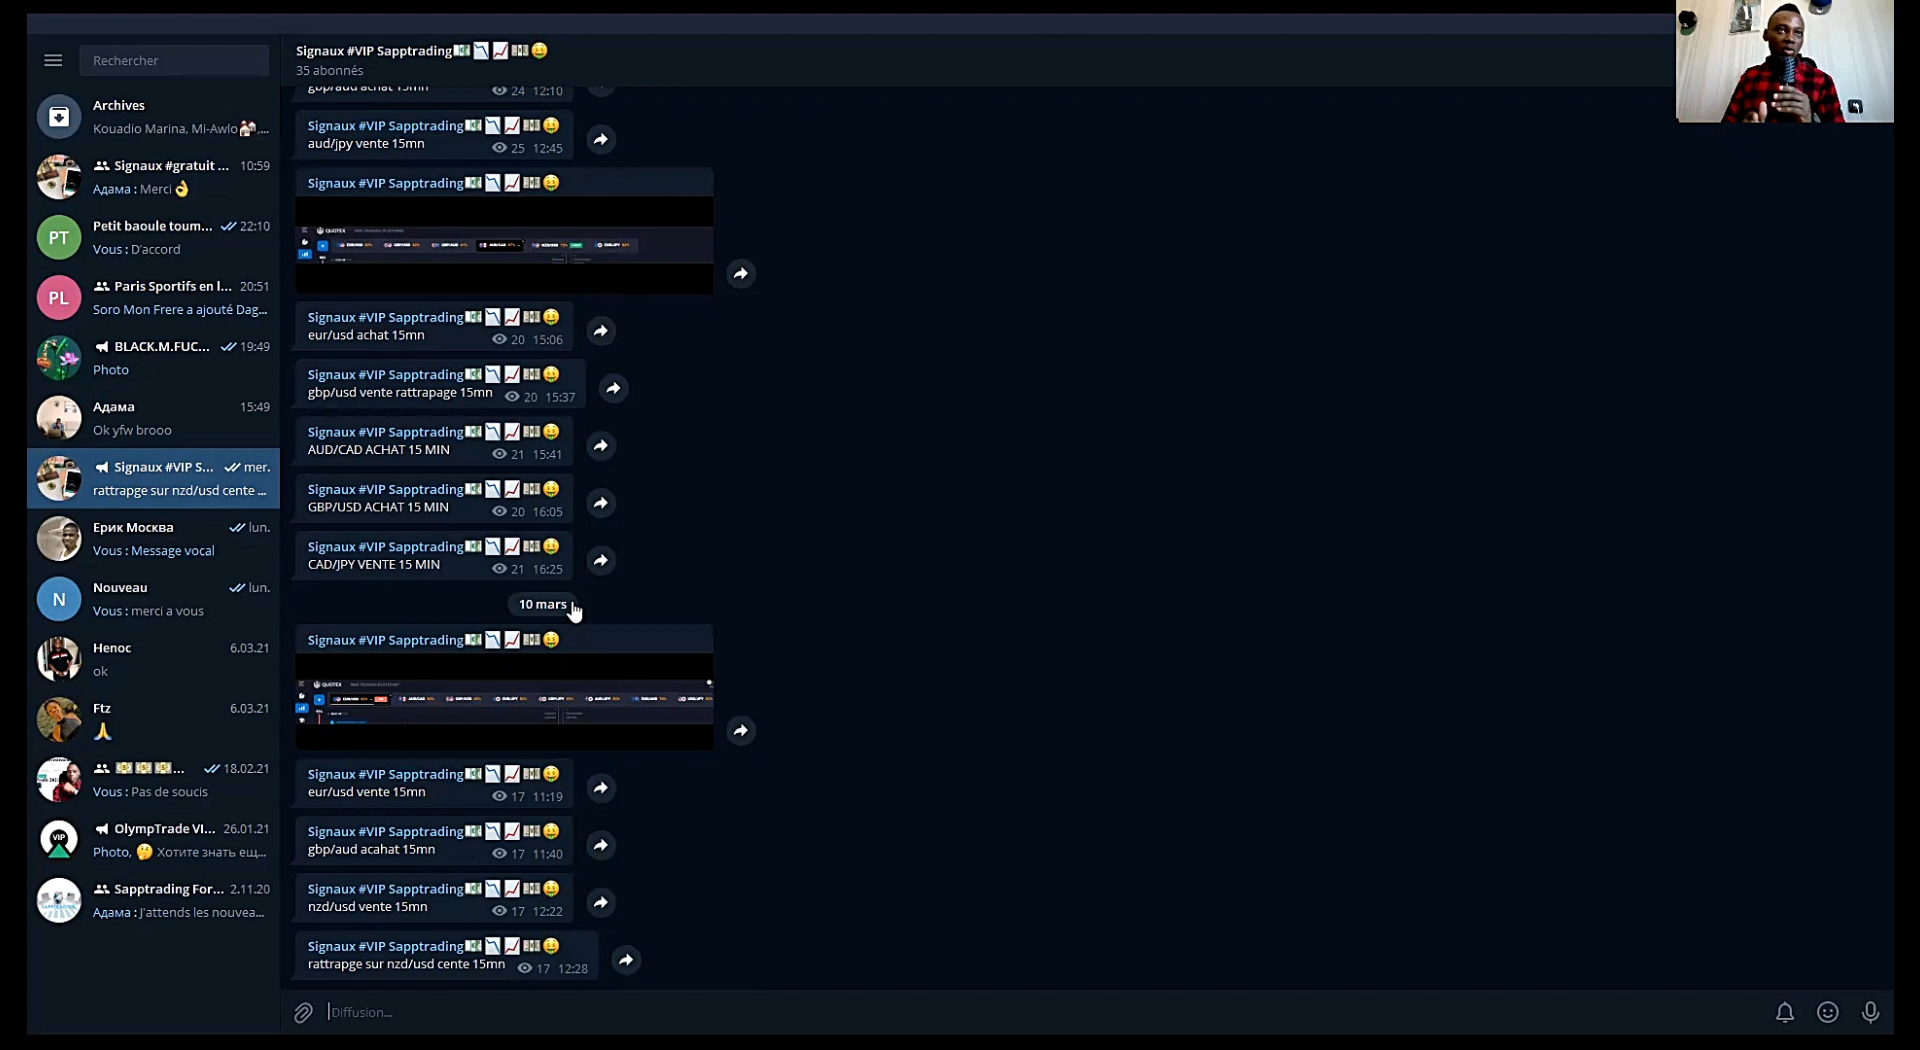 Rechercher
Archives
Kouadio Marina, Mi-Awlo🏠,...
Signaux #gratuit ... 10:59
Адама : Merci 👌
PT
Petit baoule toum... 22:10
Vous : D'accord
PL
Paris Sportifs en l... 20:51
Soro Mon Frere a ajouté Dag...
BLACK.M.FUC... 19:49
Photo
Адама 15:49
Ok yfw brooo
Signaux #VIP S... mer.
rattrapge sur nzd/usd cente ...
Ерик Москва lun.
Vous : Message vocal
N
Nouveau lun.
Vous : merci a vous
Henoc 6.03.21
ok
Ftz 6.03.21
🙏
💵💵💵... 18.02.21
Vous : Pas de soucis
VIP
OlympTrade VI... 26.01.21
Photo, 🤔 Хотите знать ещ...
Sapptrading For... 2.11.20
Адама : J'attends les nouvea...
Signaux #VIP Sapptrading💵📉📈💵🤑
35 abonnés
gbp/aud achat 15mn 24 12:10
Signaux #VIP Sapptrading💵📉📈💵🤑
aud/jpy vente 15mn 25 12:45
Signaux #VIP Sapptrading💵📉📈💵🤑
QUOTEX
Signaux #VIP Sapptrading💵📉📈💵🤑
eur/usd achat 15mn 20 15:06
Signaux #VIP Sapptrading💵📉📈💵🤑
gbp/usd vente rattrapage 15mn 20 15:37
Signaux #VIP Sapptrading💵📉📈💵🤑
AUD/CAD ACHAT 15 MIN 21 15:41
Signaux #VIP Sapptrading💵📉📈💵🤑
GBP/USD ACHAT 15 MIN 20 16:05
Signaux #VIP Sapptrading💵📉📈💵🤑
CAD/JPY VENTE 15 MIN 21 16:25
10 mars
Signaux #VIP Sapptrading💵📉📈💵🤑
QUOTEX
Signaux #VIP Sapptrading💵📉📈💵🤑
eur/usd vente 15mn 17 11:19
Signaux #VIP Sapptrading💵📉📈💵🤑
gbp/aud acahat 15mn 17 11:40
Signaux #VIP Sapptrading💵📉📈💵🤑
nzd/usd vente 15mn 17 12:22
Signaux #VIP Sapptrading💵📉📈💵🤑
rattrapge sur nzd/usd cente 15mn 17 12:28
Diffusion...